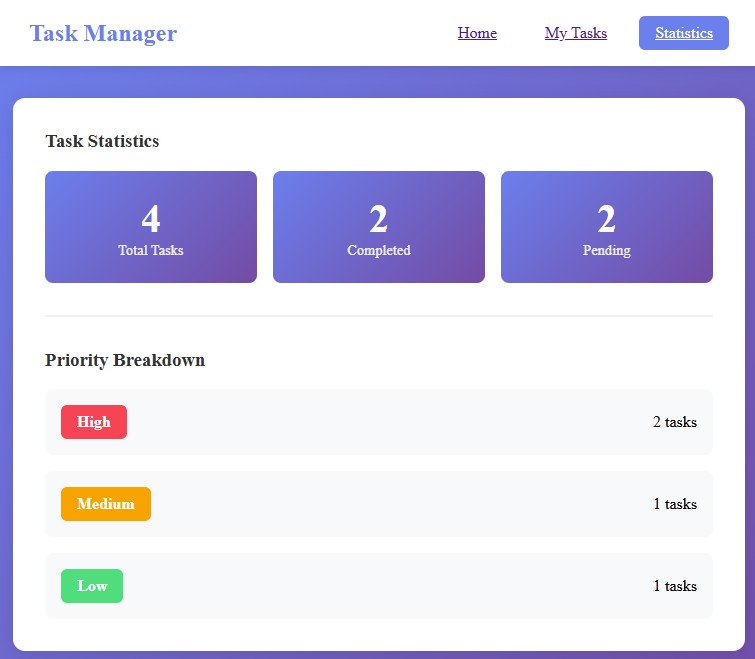 Task Manager Home My Tasks Statistics
Task Statistics
4 2 2
Total Tasks Completed Pending
Priority Breakdown
High 2 tasks
Medium 1 tasks
Low 1 tasks